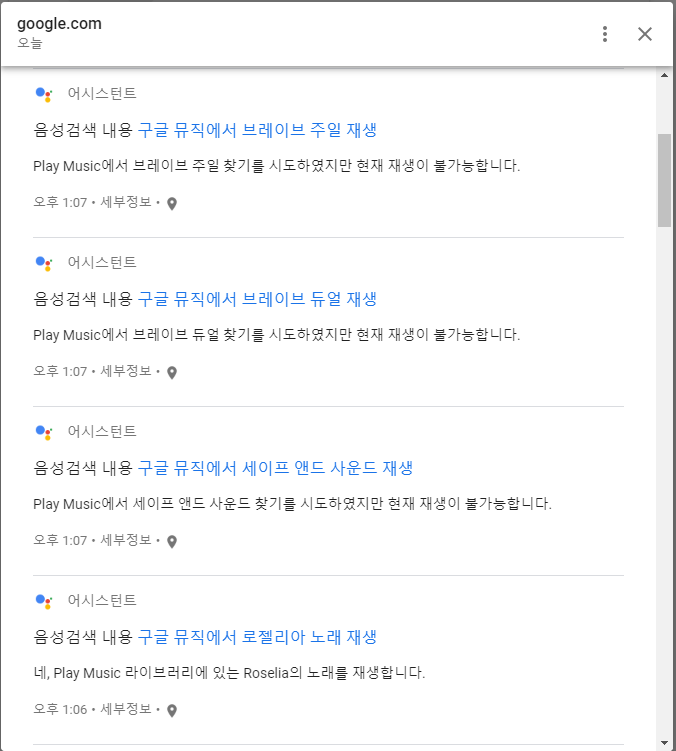 google.com
오늘
어시스턴트
음성검색 내용 구글 뮤직에서 브레이브 주일 재생
Play Music에서 브레이브 주일 찾기를 시도하였지만 현재 재생이 불가능합니다.
오후 1:07 • 세부정보 •
어시스턴트
음성검색 내용 구글 뮤직에서 브레이브 듀얼 재생
Play Music에서 브레이브 듀얼 찾기를 시도하였지만 현재 재생이 불가능합니다.
오후 1:07 • 세부정보 •
어시스턴트
음성검색 내용 구글 뮤직에서 세이프 앤드 사운드 재생
Play Music에서 세이프 앤드 사운드 찾기를 시도하였지만 현재 재생이 불가능합니다.
오후 1:07 • 세부정보 •
어시스턴트
음성검색 내용 구글 뮤직에서 로젤리아 노래 재생
네, Play Music 라이브러리에 있는 Roselia의 노래를 재생합니다.
오후 1:06 • 세부정보 •